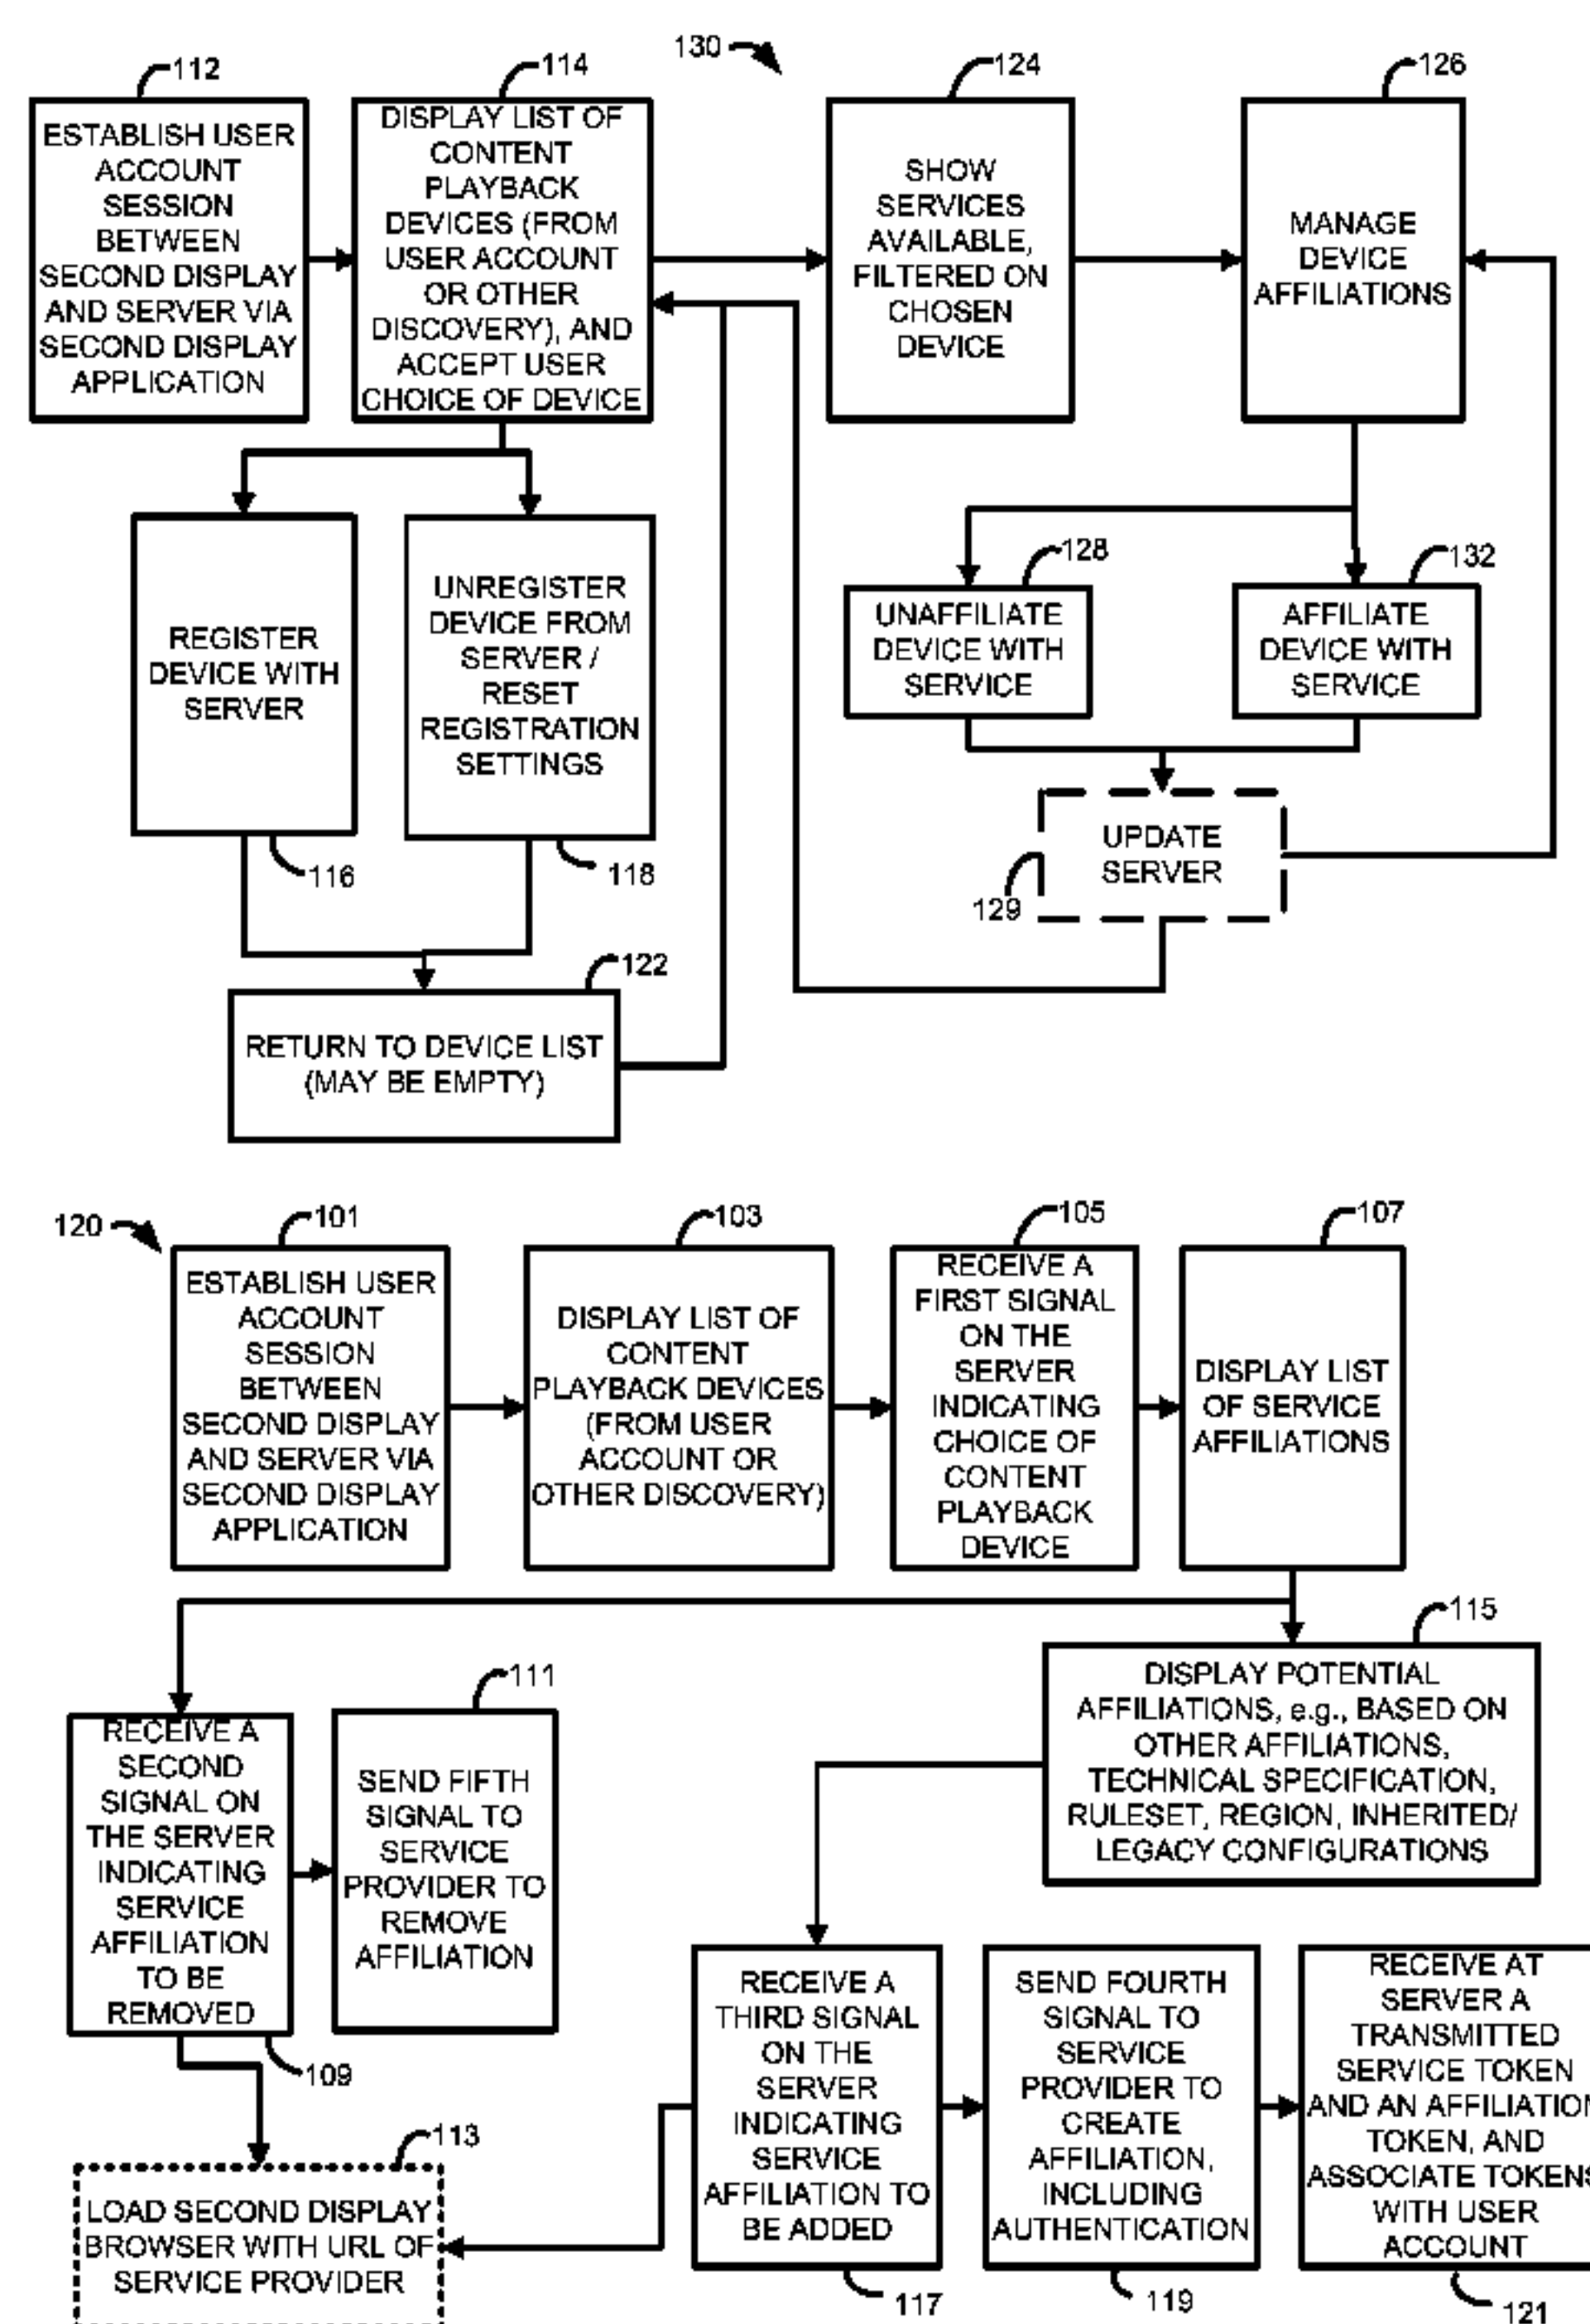 130
112
ESTABLISH USER
ACCOUNT
SESSION
BETWEEN
SECOND DISPLAY
AND SERVER VIA
SECOND DISPLAY
APPLICATION
114
DISPLAY LIST OF
CONTENT
PLAYBACK
DEVICES (FROM
USER ACCOUNT
OR OTHER
DISCOVERY), AND
ACCEPT USER
CHOICE OF DEVICE
124
SHOW
SERVICES
AVAILABLE,
FILTERED ON
CHOSEN
DEVICE
126
MANAGE
DEVICE
AFFILIATIONS
REGISTER
DEVICE WITH
SERVER
116
UNREGISTER
DEVICE FROM
SERVER /
RESET
REGISTRATION
SETTINGS
118
128
UNAFFILIATE
DEVICE WITH
SERVICE
132
AFFILIATE
DEVICE WITH
SERVICE
UPDATE
SERVER
129
122
RETURN TO DEVICE LIST
(MAY BE EMPTY)
120
101
ESTABLISH USER
ACCOUNT
SESSION
BETWEEN
SECOND DISPLAY
AND SERVER VIA
SECOND DISPLAY
APPLICATION
103
DISPLAY LIST OF
CONTENT
PLAYBACK DEVICES
(FROM USER
ACCOUNT OR
OTHER DISCOVERY)
105
RECEIVE A
FIRST SIGNAL
ON THE
SERVER
INDICATING
CHOICE OF
CONTENT
PLAYBACK
DEVICE
107
DISPLAY LIST
OF SERVICE
AFFILIATIONS
115
DISPLAY POTENTIAL
AFFILIATIONS, e.g., BASED ON
OTHER AFFILIATIONS,
TECHNICAL SPECIFICATION,
RULESET, REGION, INHERITED/
LEGACY CONFIGURATIONS
RECEIVE A
SECOND
SIGNAL ON
THE SERVER
INDICATING
SERVICE
AFFILIATION
TO BE
REMOVED
109
111
SEND FIFTH
SIGNAL TO
SERVICE
PROVIDER TO
REMOVE
AFFILIATION
113
LOAD SECOND DISPLAY
BROWSER WITH URL OF
SERVICE PROVIDER
RECEIVE A
THIRD SIGNAL
ON THE
SERVER
INDICATING
SERVICE
AFFILIATION TO
BE ADDED
117
SEND FOURTH
SIGNAL TO
SERVICE
PROVIDER TO
CREATE
AFFILIATION,
INCLUDING
AUTHENTICATION
119
RECEIVE AT
SERVER A
TRANSMITTED
SERVICE TOKEN
AND AN AFFILIATION
TOKEN, AND
ASSOCIATE TOKENS
WITH USER
ACCOUNT
121